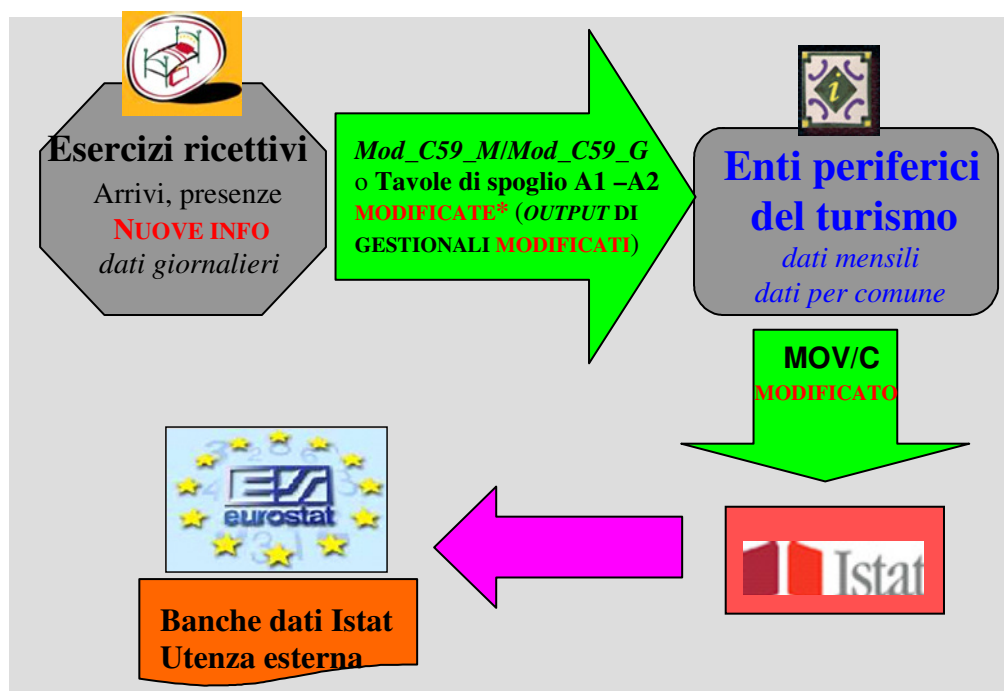 Esercizi ricettivi
Arrivi, presenze
NUOVE INFO
dati giornalieri
Mod_C59_M/Mod_C59_G
o Tavole di spoglio A1 –A2
MODIFICATE* (OUTPUT DI
GESTIONALI MODIFICATI)
i
Enti periferici
del turismo
dati mensili
dati per comune
MOV/C
MODIFICATO
Istat
eurostat
Banche dati Istat
Utenza esterna